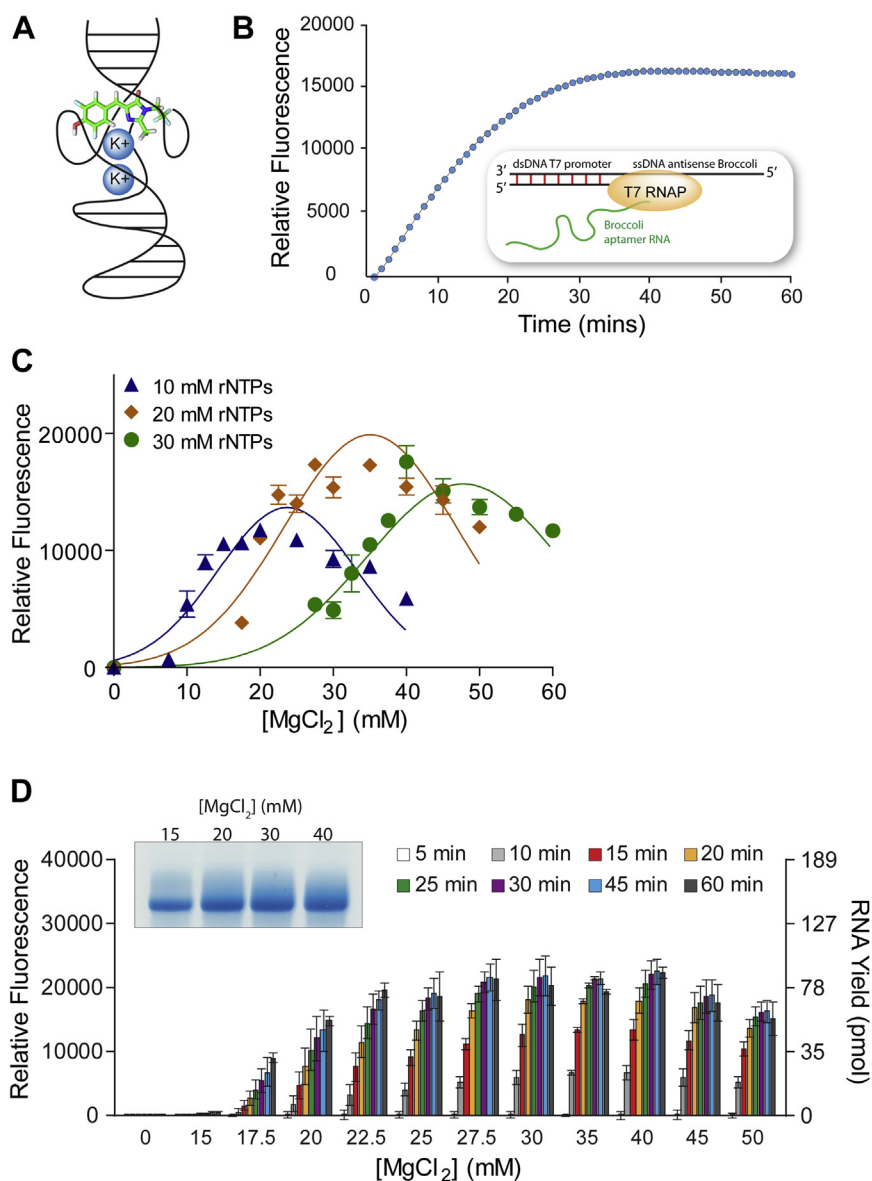 A
K+
K+
B
Relative Fluorescence
20000
15000
10000
5000
0
0 10 20 30 40 50 60
Time (mins)
dsDNA T7 promoter ssDNA antisense Broccoli
3’ 5’
5’
T7 RNAP
Broccoli
aptamer RNA
C
10 mM rNTPs
20 mM rNTPs
30 mM rNTPs
Relative Fluorescence
20000
10000
0
0 10 20 30 40 50 60
[MgCl2] (mM)
D
[MgCl2] (mM)
15 20 30 40
5 min 10 min 15 min 20 min
25 min 30 min 45 min 60 min
Relative Fluorescence
40000
30000
20000
10000
0
189
127
78
35
0
RNA Yield (pmol)
0 15 17.5 20 22.5 25 27.5 30 35 40 45 50
[MgCl2] (mM)